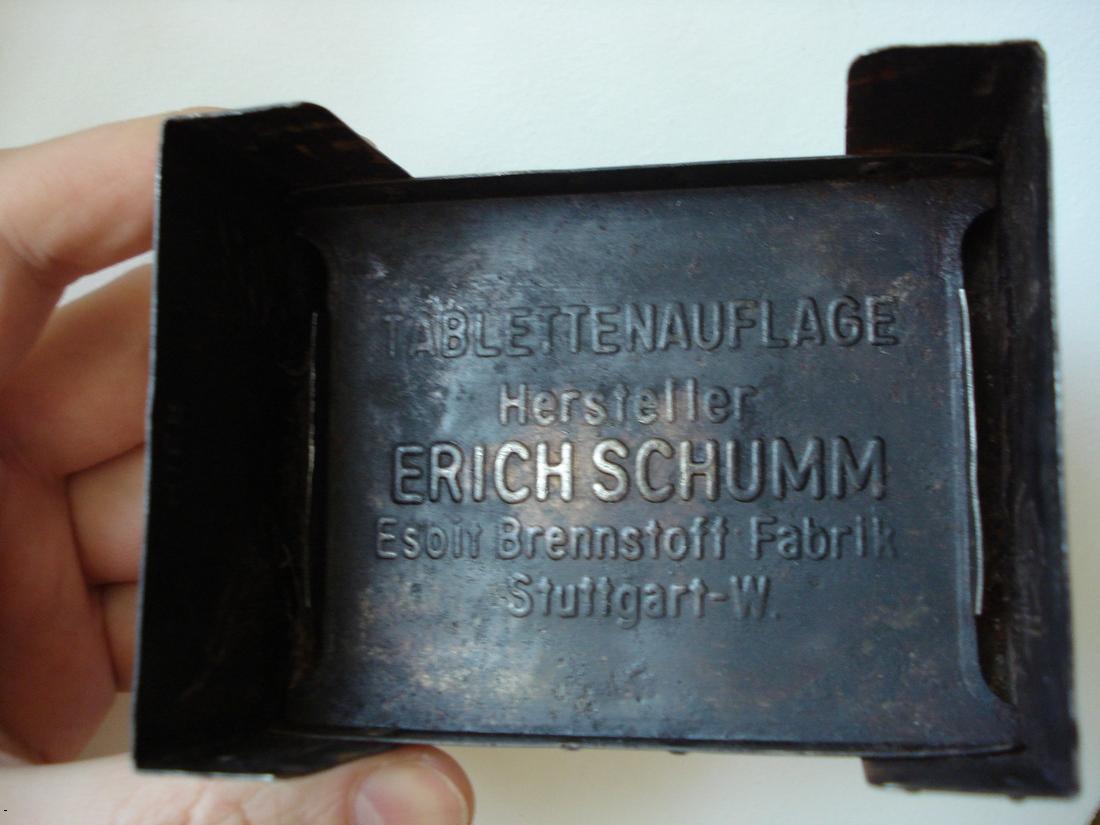 TABLETTENAUFLAGE
Hersteller
ERICH SCHUMM
Esbit Brennstoff Fabrik
Stuttgart-W.